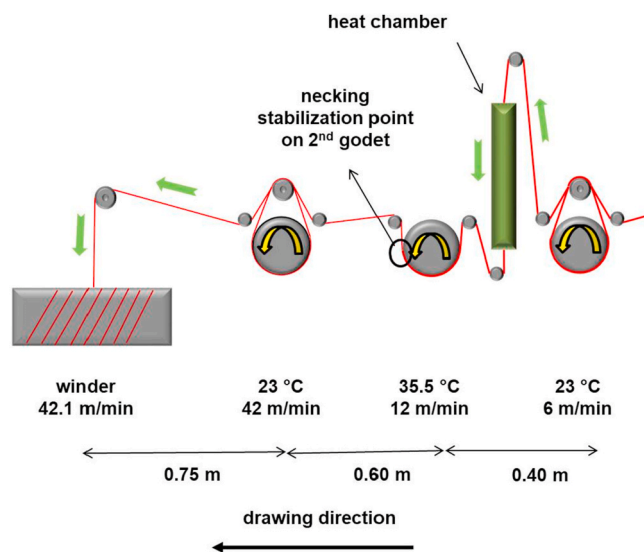 heat chamber
necking
stabilization point
on 2nd godet
winder
42.1 m/min
23 °C
42 m/min
35.5 °C
12 m/min
23 °C
6 m/min
0.75 m
0.60 m
0.40 m
drawing direction